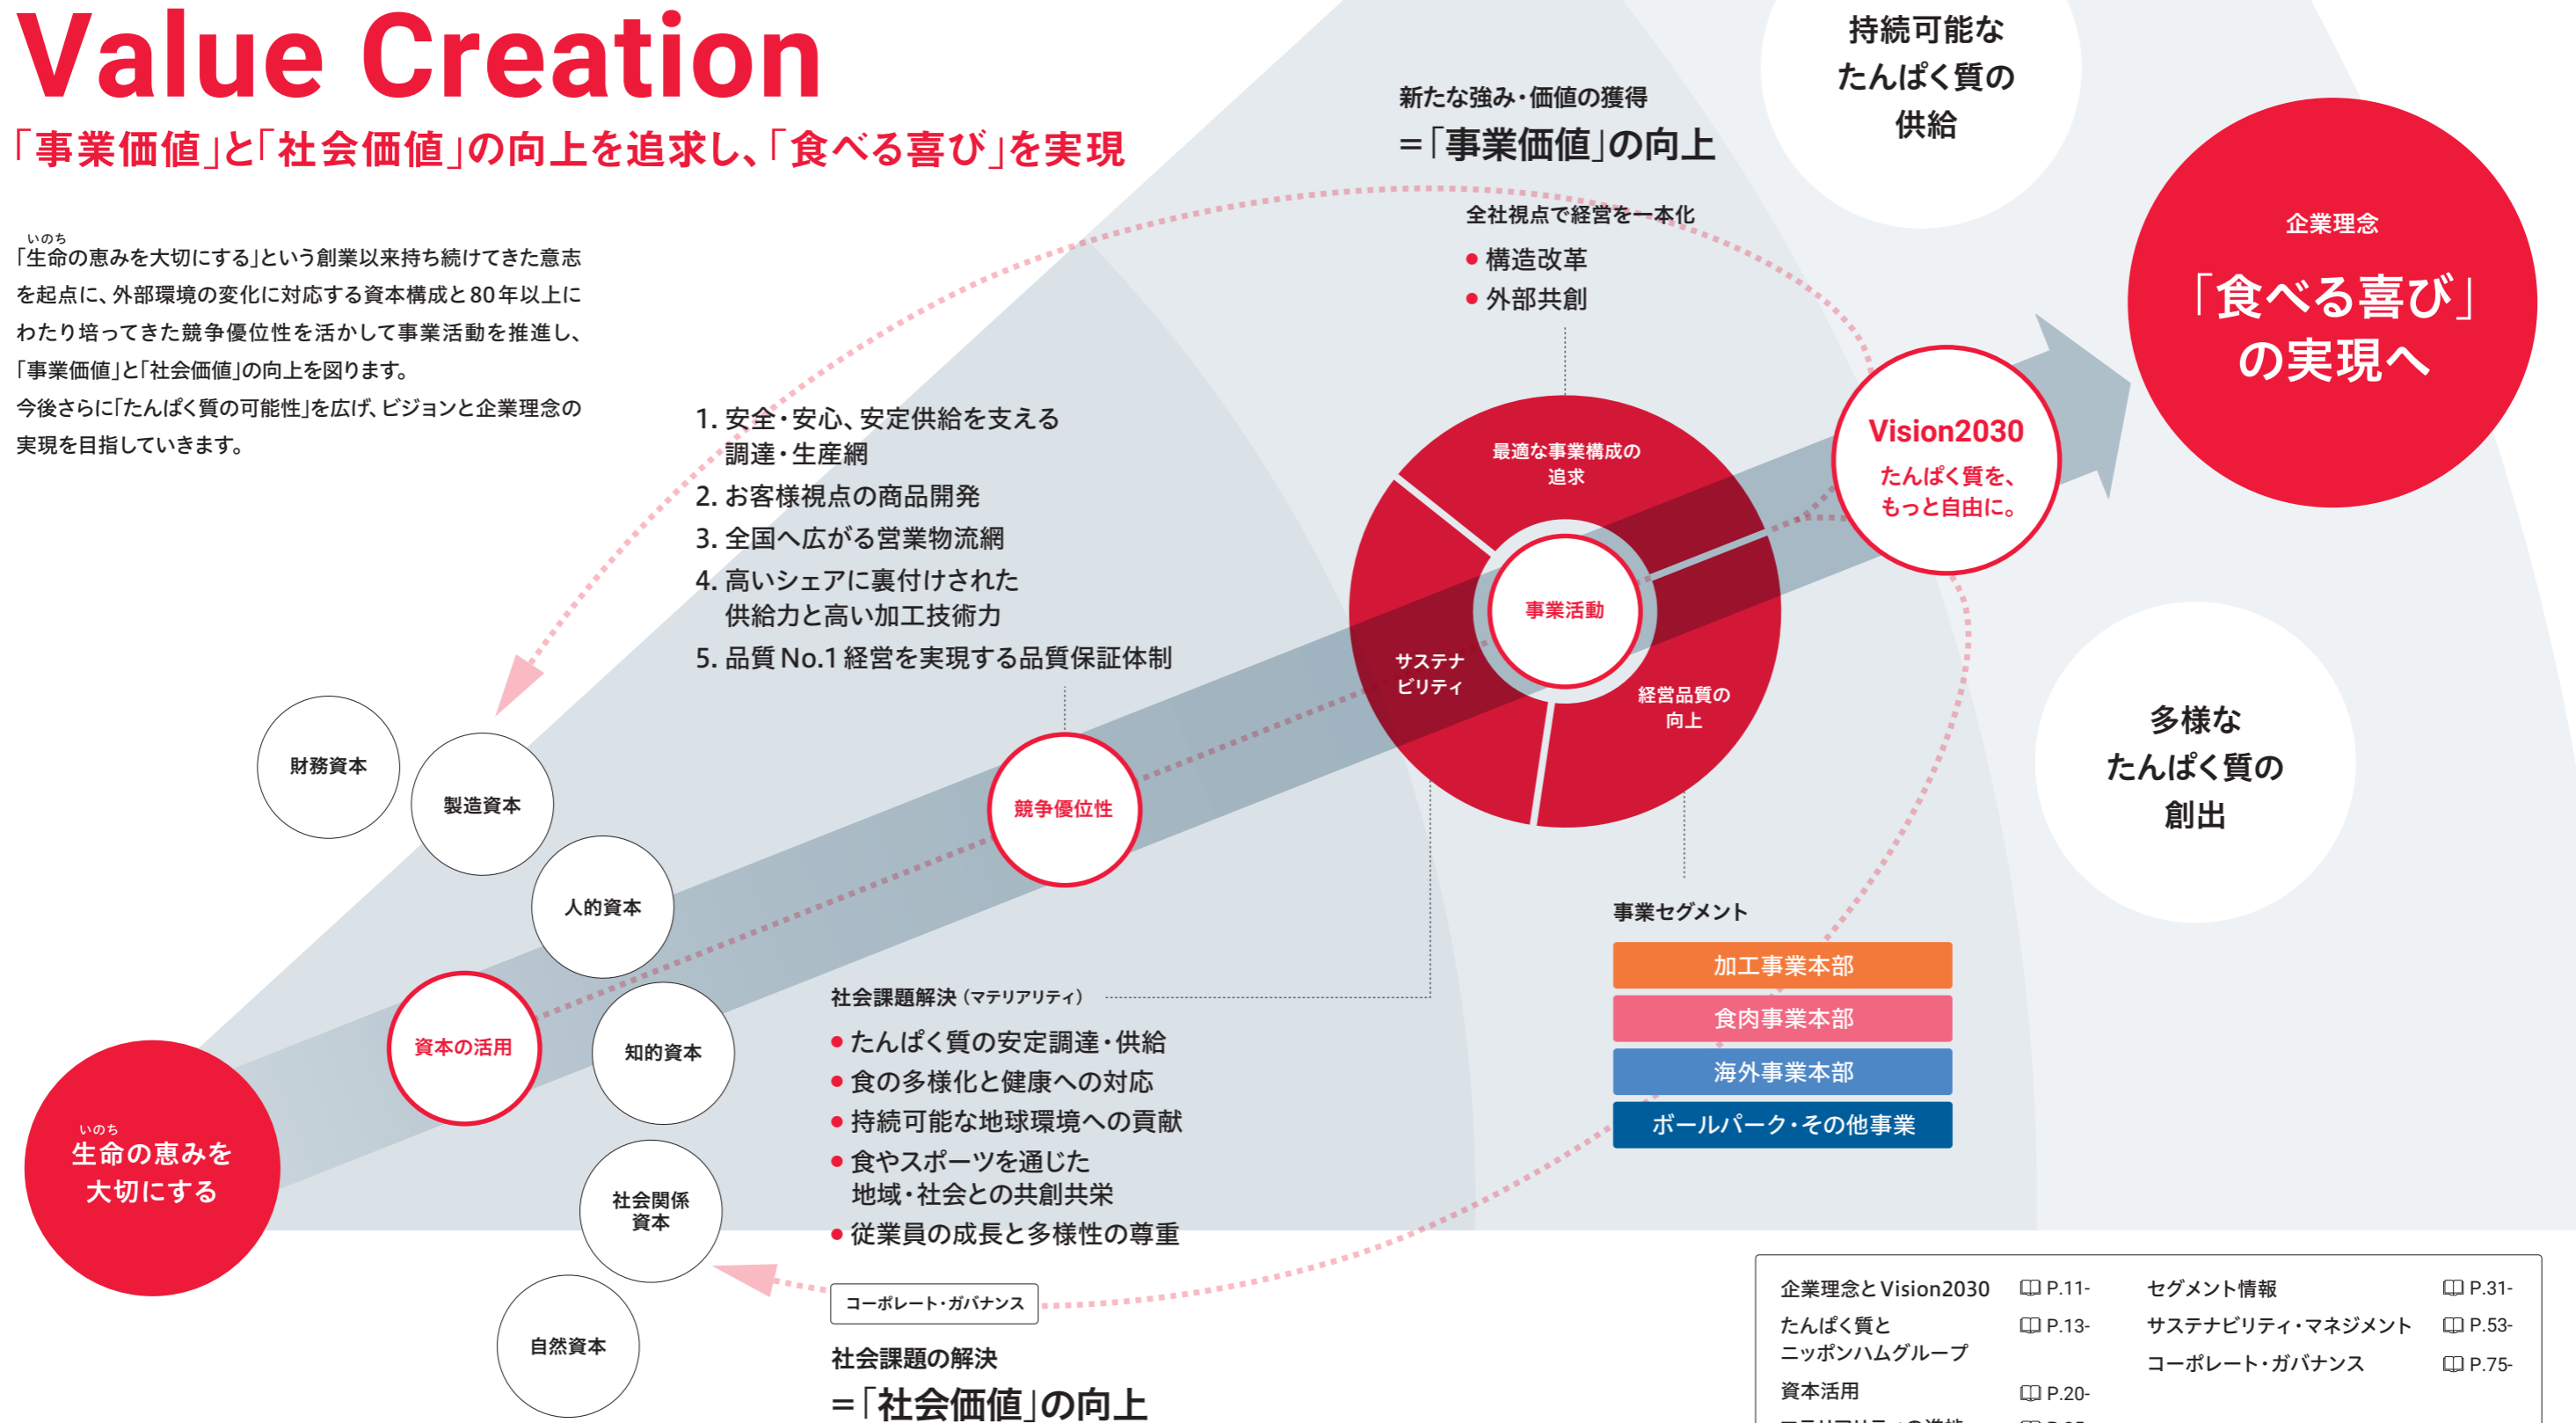 Value Creation
「事業価値」と「社会価値」の向上を追求し、「食べる喜び」を実現
いのち
「生命の恵みを大切にする」という創業以来持ち続けてきた意志
を起点に、外部環境の変化に対応する資本構成と80年以上に
わたり培ってきた競争優位性を活かして事業活動を推進し、
「事業価値」と「社会価値」の向上を図ります。
今後さらに「たんぱく質の可能性」を広げ、ビジョンと企業理念の
実現を目指していきます。
新たな強み・価値の獲得
=「事業価値」の向上
全社視点で経営を一本化
• 構造改革
• 外部共創
持続可能な
たんぱく質の
供給
企業理念
「食べる喜び」
の実現へ
Vision2030
たんぱく質を、
もっと自由に。
多様な
たんぱく質の
創出
1. 安全・安心、安定供給を支える
調達・生産網
2. お客様視点の商品開発
3. 全国へ広がる営業物流網
4. 高いシェアに裏付けされた
供給力と高い加工技術力
5. 品質No.1経営を実現する品質保証体制
最適な事業構成の
追求
事業活動
サステナ
ビリティ
経営品質の
向上
競争優位性
財務資本
製造資本
人的資本
知的資本
社会関係
資本
自然資本
資本の活用
いのち
生命の恵みを
大切にする
社会課題解決（マテリアリティ）
• たんぱく質の安定調達・供給
• 食の多様化と健康への対応
• 持続可能な地球環境への貢献
• 食やスポーツを通じた
地域・社会との共創共栄
• 従業員の成長と多様性の尊重
コーポレート・ガバナンス
社会課題の解決
=「社会価値」の向上
事業セグメント
加工事業本部
食肉事業本部
海外事業本部
ボールパーク・その他事業
企業理念とVision2030 P.11-
たんぱく質と P.13-
ニッポンハムグループ
資本活用 P.20-
セグメント情報 P.31-
サステナビリティ・マネジメント P.53-
コーポレート・ガバナンス P.75-